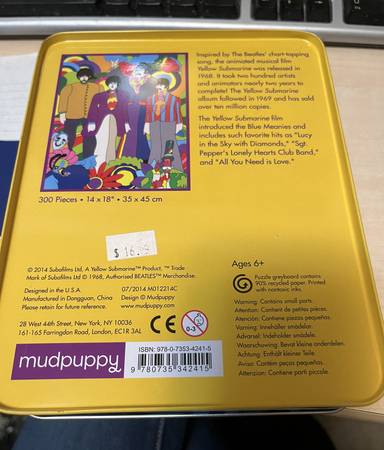 Inspired by The Beatles' chart-topping
song, the animated musical film
Yellow Submarine was released in
1968. It took two hundred artists
and animators nearly two years to
complete! The Yellow Submarine
album followed in 1969 and has sold
over ten million copies.
The Yellow Submarine film
introduced the Blue Meanies and
includes such favorite hits as "Lucy
in the Sky with Diamonds," "Sgt.
Pepper's Lonely Hearts Club Band,"
and "All You Need is Love."
300 Pieces • 14 x 18" • 35 x 45 cm
$ 16.99
© 2014 Subafilms Ltd. A Yellow Submarine™ Product. ™ Trade
Mark of Subafilms Ltd © 1968, Authorised BEATLES™ Merchandise.
Designed in the U.S.A. 07/2014 M012214C
Manufactured in Dongguan, China Design © Mudpuppy
Please retain for future reference. www.mudpuppy.com
28 West 44th Street, New York, NY 10036
161-165 Farringdon Road, London, EC1R 3AL
CE
0-3
mudpuppy
ISBN: 978-0-7353-4241-5
9 780735 342415
Ages 6+
Puzzle greyboard contains
90% recycled paper. Printed
with nontoxic inks.
Warning: Contains small parts.
Attention: Contient de petites pièces.
Atención: Contiene piezas pequeñas.
Varning: Innehåller smådelar.
Advarsel: Indeholder smådele.
Waarschuwing: Bevat kleine onderdelen.
Achtung: Enthält kleine Teile.
Aviso: Contém peças pequenas.
Attenzione: Contiene parti piccole.